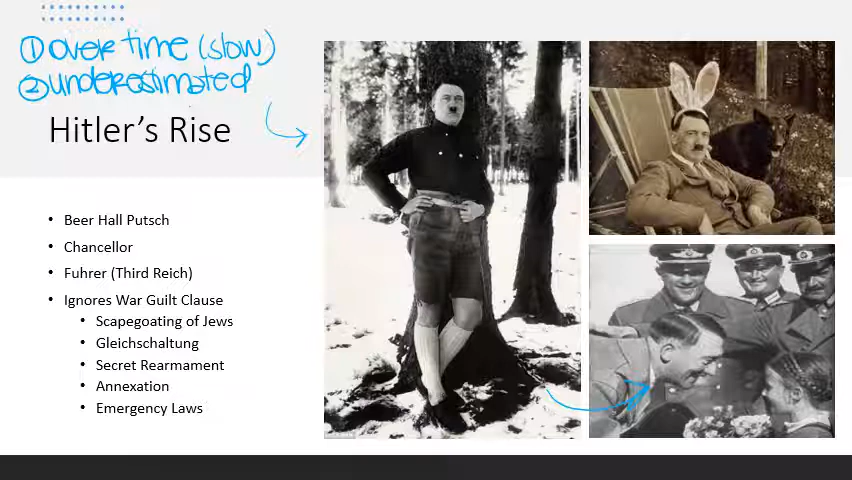 ①over time (slow)
②underestimated
Hitler's Rise
• Beer Hall Putsch
• Chancellor
• Fuhrer (Third Reich)
• Ignores War Guilt Clause
• Scapegoating of Jews
• Gleichschaltung
• Secret Rearmament
• Annexation
• Emergency Laws